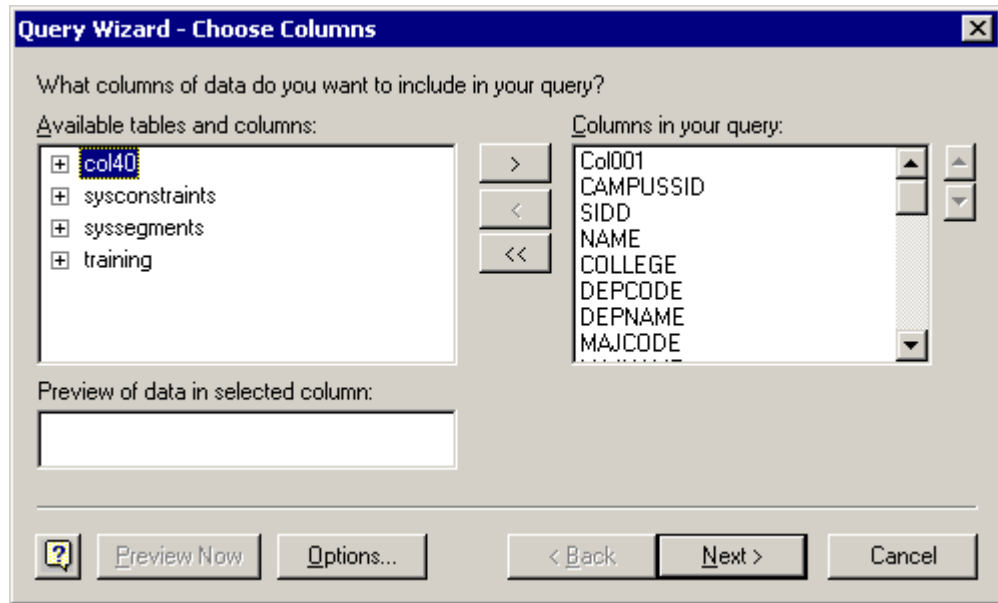 Query Wizard - Choose Columns
What columns of data do you want to include in your query?
Available tables and columns:
Columns in your query:
col40
sysconstraints
syssegments
training
>
<
<<
Col001
CAMPUSSID
SIDD
NAME
COLLEGE
DEPCODE
DEPNAME
MAJCODE
Preview of data in selected column:
?
Preview Now
Options...
< Back
Next >
Cancel